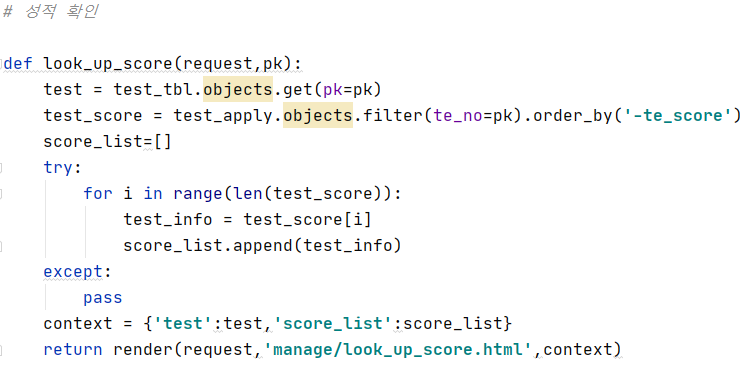 # 성적 확인
def look_up_score(request,pk):
    test = test_tbl.objects.get(pk=pk)
    test_score = test_apply.objects.filter(te_no=pk).order_by('-te_score')
    score_list=[]
    try:
        for i in range(len(test_score)):
            test_info = test_score[i]
            score_list.append(test_info)
    except:
        pass
    context = {'test':test,'score_list':score_list}
    return render(request,'manage/look_up_score.html',context)